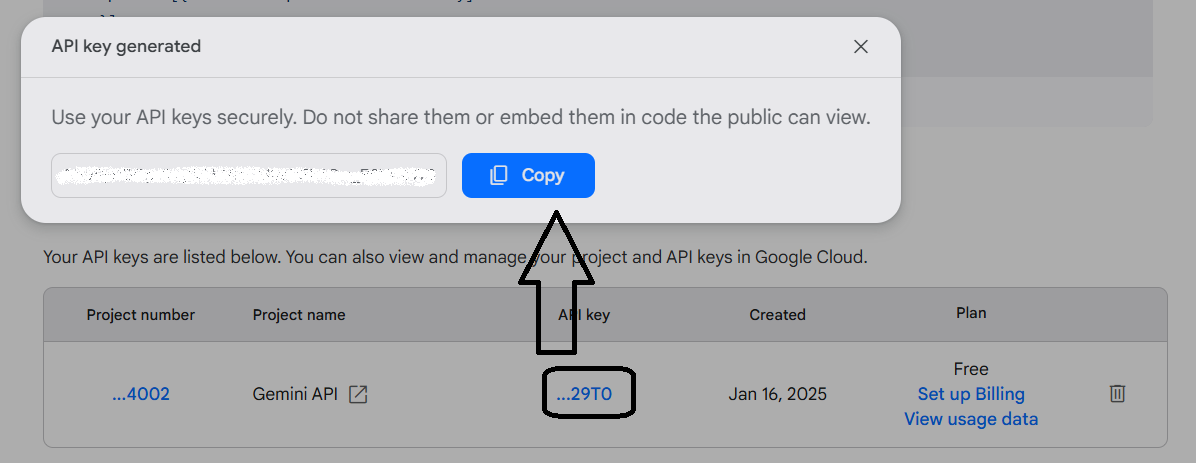 API key generated
Use your API keys securely. Do not share them or embed them in code the public can view.
Copy
Your API keys are listed below. You can also view and manage your project and API keys in Google Cloud.
Project number Project name API key Created Plan
...4002 Gemini API ...29T0 Jan 16, 2025 Free
Set up Billing
View usage data